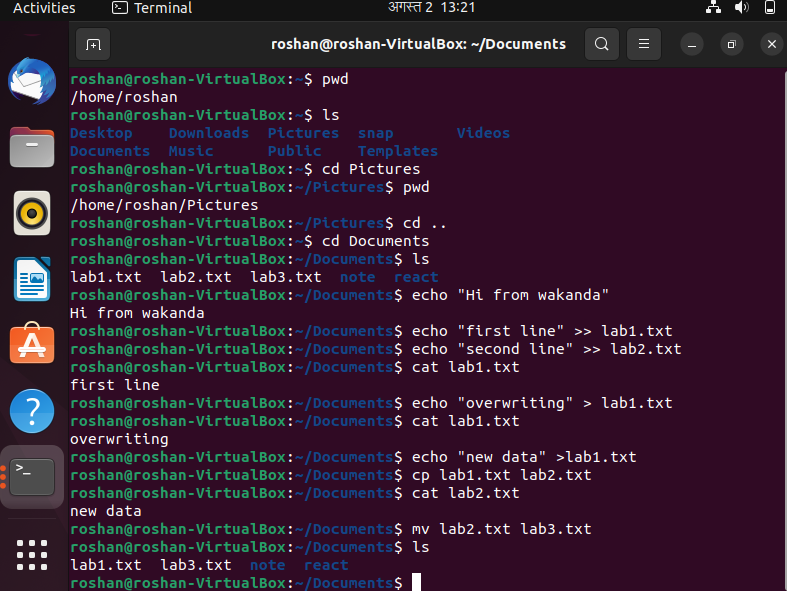 Activities Terminal अगस्त 2 13:21
roshan@roshan-VirtualBox: ~/Documents
roshan@roshan-VirtualBox:~$ pwd
/home/roshan
roshan@roshan-VirtualBox:~$ ls
Desktop Downloads Pictures snap Videos
Documents Music Public Templates
roshan@roshan-VirtualBox:~$ cd Pictures
roshan@roshan-VirtualBox:~/Pictures$ pwd
/home/roshan/Pictures
roshan@roshan-VirtualBox:~/Pictures$ cd ..
roshan@roshan-VirtualBox:~$ cd Documents
roshan@roshan-VirtualBox:~/Documents$ ls
lab1.txt lab2.txt lab3.txt note react
roshan@roshan-VirtualBox:~/Documents$ echo "Hi from wakanda"
Hi from wakanda
roshan@roshan-VirtualBox:~/Documents$ echo "first line" >> lab1.txt
roshan@roshan-VirtualBox:~/Documents$ echo "second line" >> lab2.txt
roshan@roshan-VirtualBox:~/Documents$ cat lab1.txt
first line
roshan@roshan-VirtualBox:~/Documents$ echo "overwriting" > lab1.txt
roshan@roshan-VirtualBox:~/Documents$ cat lab1.txt
overwriting
roshan@roshan-VirtualBox:~/Documents$ echo "new data" >lab1.txt
roshan@roshan-VirtualBox:~/Documents$ cp lab1.txt lab2.txt
roshan@roshan-VirtualBox:~/Documents$ cat lab2.txt
new data
roshan@roshan-VirtualBox:~/Documents$ mv lab2.txt lab3.txt
roshan@roshan-VirtualBox:~/Documents$ ls
lab1.txt lab3.txt note react
roshan@roshan-VirtualBox:~/Documents$